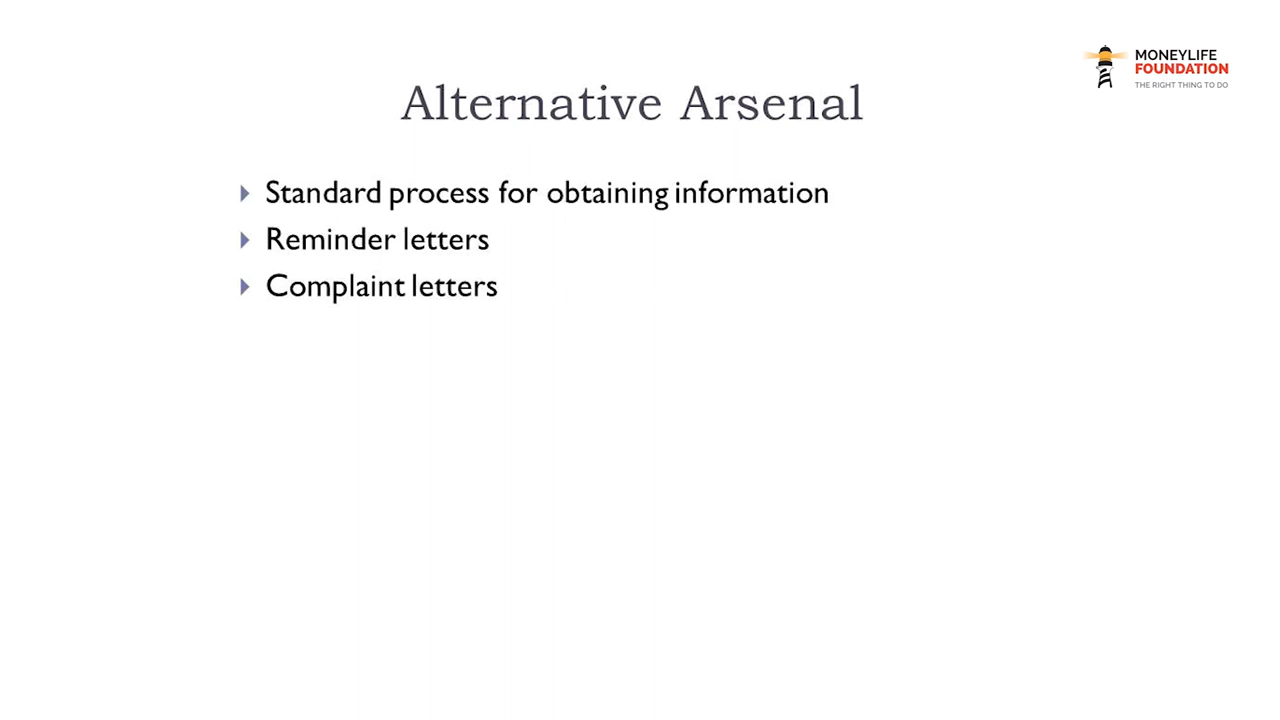 MONEYLIFE
FOUNDATION
THE RIGHT THING TO DO
Alternative Arsenal
Standard process for obtaining information
Reminder letters
Complaint letters